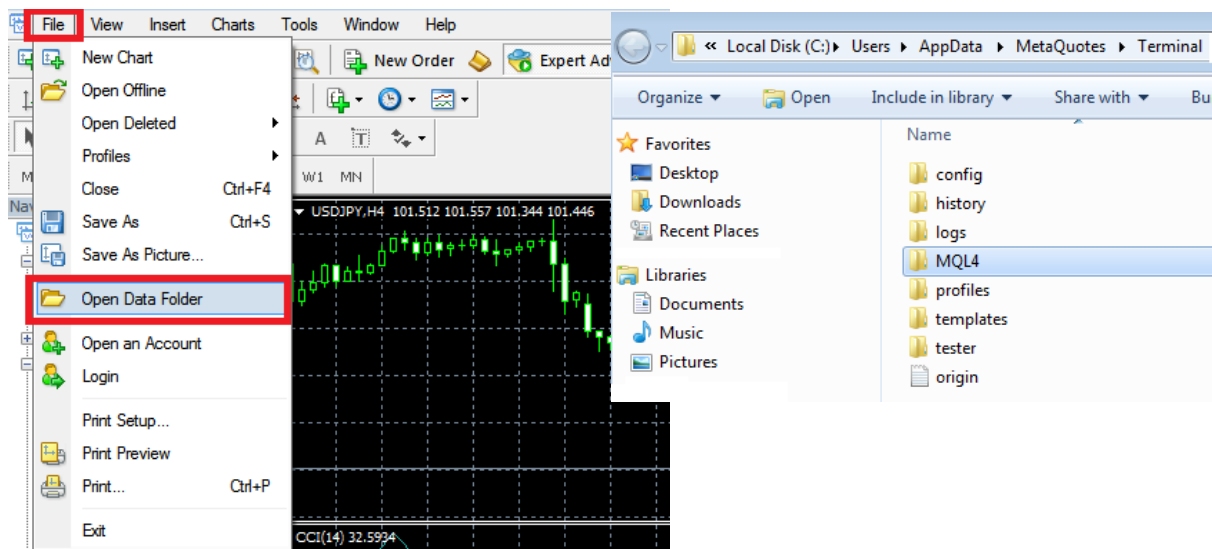 File View Insert Charts Tools Window Help
New Chart
Open Offline
Open Deleted
Profiles
Close Ctrl+F4
Save As Ctrl+S
Save As Picture...
Open Data Folder
Open an Account
Login
Print Setup...
Print Preview
Print... Ctrl+P
Exit
New Order Expert Ad
A T
W1 MN
USDJPY,H4 101.512 101.557 101.344 101.446
CCI(14) 32.5934
M
Nav
« Local Disk (C:) Users AppData MetaQuotes Terminal
Organize Open Include in library Share with Bu
Favorites
Desktop
Downloads
Recent Places
Libraries
Documents
Music
Pictures
Name
config
history
logs
MQL4
profiles
templates
tester
origin